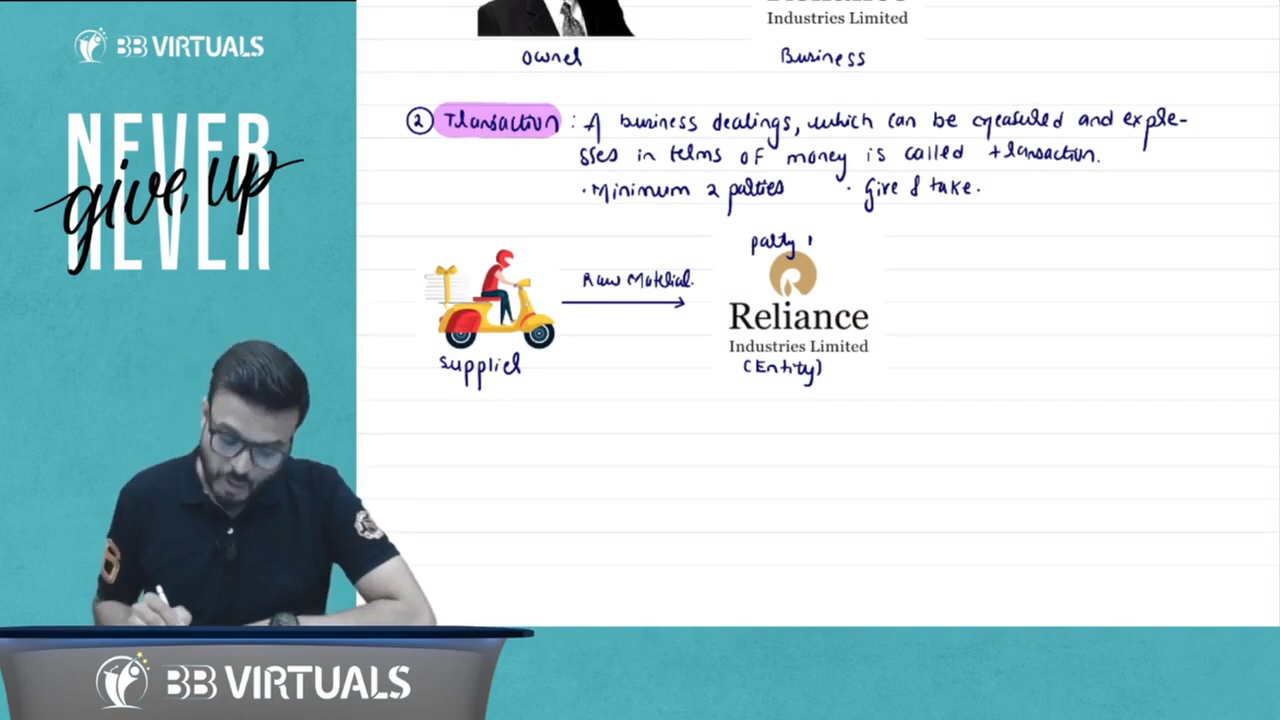 BB VIRTUALS
NEVER
give up
NEVER
Industries Limited
Owner
Business
② Transaction : A business dealings, which can be measured and expre-
sses in terms of money is called transaction.
· Minimum 2 parties · Give & take.
Party 1
Raw Material.
Reliance
Industries Limited
(Entity)
Supplier
BB VIRTUALS